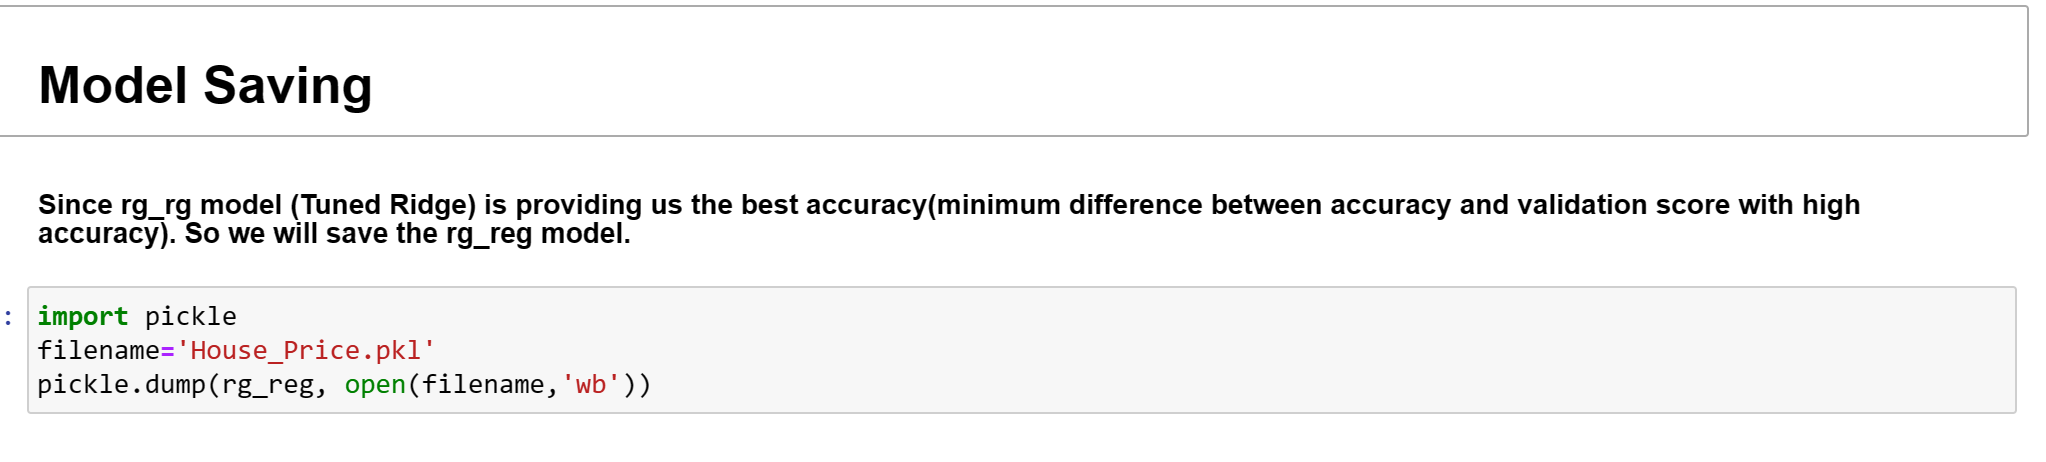 Model Saving
Since rg_rg model (Tuned Ridge) is providing us the best accuracy(minimum difference between accuracy and validation score with high
accuracy). So we will save the rg_reg model.
:
import pickle
filename='House_Price.pkl'
pickle.dump(rg_reg, open(filename,'wb'))